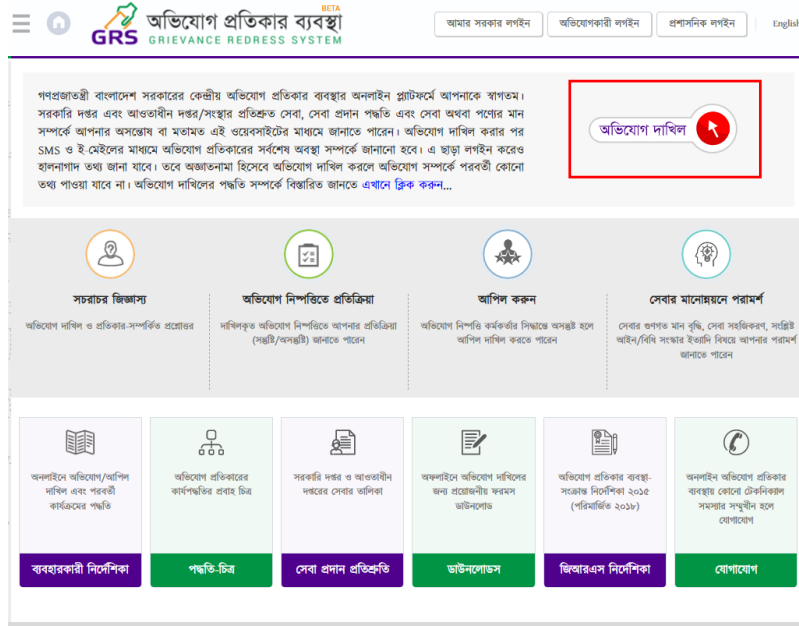 BETA
অভিযোগ প্রতিকার ব্যবস্থা
GRS GRIEVANCE REDRESS SYSTEM
আমার সরকার লগইন
অভিযোগকারী লগইন
প্রশাসনিক লগইন
English
গণপ্রজাতন্ত্রী বাংলাদেশ সরকারের কেন্দ্রীয় অভিযোগ প্রতিকার ব্যবস্থার অনলাইন প্ল্যাটফর্মে আপনাকে স্বাগতম।
সরকারি দপ্তর এবং আওতাধীন দপ্তর/সংস্থার প্রতিশ্রুত সেবা, সেবা প্রদান পদ্ধতি এবং সেবা অথবা পণ্যের মান
সম্পর্কে আপনার অসন্তোষ বা মতামত এই ওয়েবসাইটের মাধ্যমে জানাতে পারেন। অভিযোগ দাখিল করার পর
SMS ও ই-মেইলের মাধ্যমে অভিযোগ প্রতিকারের সর্বশেষ অবস্থা সম্পর্কে জানানো হবে। এ ছাড়া লগইন করেও
হালনাগাদ তথ্য জানা যাবে। তবে অজ্ঞাতনামা হিসেবে অভিযোগ দাখিল করলে অভিযোগ সম্পর্কে পরবর্তী কোনো
তথ্য পাওয়া যাবে না। অভিযোগ দাখিলের পদ্ধতি সম্পর্কে বিস্তারিত জানতে এখানে ক্লিক করুন...
অভিযোগ দাখিল
সচরাচর জিজ্ঞাস্য
অভিযোগ দাখিল ও প্রতিকার-সম্পর্কিত প্রশ্নোত্তর
অভিযোগ নিষ্পত্তিতে প্রতিক্রিয়া
দাখিলকৃত অভিযোগ নিষ্পত্তিতে আপনার প্রতিক্রিয়া
(সন্তুষ্টি/অসন্তুষ্টি) জানাতে পারেন
আপিল করুন
অভিযোগ নিষ্পত্তি কর্মকর্তার সিদ্ধান্তে অসন্তুষ্ট হলে
আপিল দাখিল করতে পারেন
সেবার মানোন্নয়নে পরামর্শ
সেবার গুণগত মান বৃদ্ধি, সেবা সহজিকরণ, সংশ্লিষ্ট
আইন/বিধি সংস্কার ইত্যাদি বিষয়ে আপনার পরামর্শ
জানাতে পারেন
অনলাইনে অভিযোগ/আপিল
দাখিল এবং পরবর্তী
কার্যক্রমের পদ্ধতি
ব্যবহারকারী নির্দেশিকা
অভিযোগ প্রতিকারের
কার্যপদ্ধতির প্রবাহ চিত্র
পদ্ধতি-চিত্র
সরকারি দপ্তর ও আওতাধীন
দপ্তরের সেবার তালিকা
সেবা প্রদান প্রতিশ্রুতি
অফলাইনে অভিযোগ দাখিলের
জন্য প্রয়োজনীয় ফরমস
ডাউনলোড
ডাউনলোডস
অভিযোগ প্রতিকার ব্যবস্থা-
সংক্রান্ত নির্দেশিকা ২০১৫
(পরিমার্জিত ২০১৮)
জিআরএস নির্দেশিকা
অনলাইন অভিযোগ প্রতিকার
ব্যবস্থায় কোনো টেকনিক্যাল
সমস্যার সম্মুখীন হলে
যোগাযোগ
যোগাযোগ